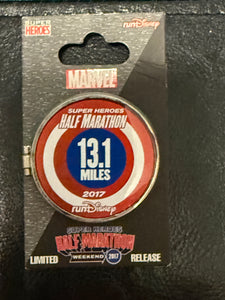 SUPER
HEROES
runDisney
MARVEL
SUPER HEROES
HALF MARATHON
13.1
MILES
2017
runDisney
SUPER HEROES
HALF MARATHON
WEEKEND 2017
LIMITED RELEASE